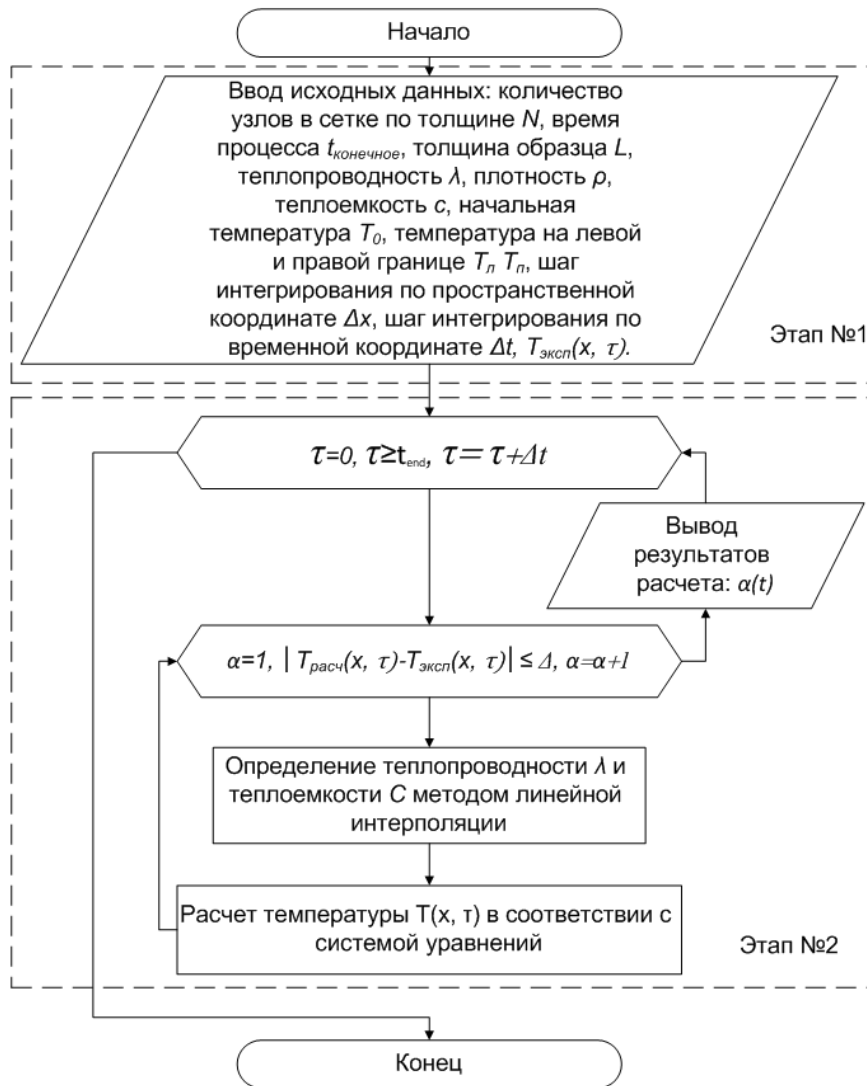 Начало
Ввод исходных данных: количество
узлов в сетке по толщине N, время
процесса tконечное, толщина образца L,
теплопроводность λ, плотность ρ,
теплоемкость с, начальная
температура T0, температура на левой
и правой границе Tл Tп, шаг
интегрирования по пространственной
координате Δx, шаг интегрирования по
временной координате Δt, Tэксп(x, τ).
Этап №1
τ=0, τ≥tend, τ=τ+Δt
Вывод
результатов
расчета: α(t)
α=1, | Tрасч(x, τ)-Tэксп(x, τ)| ≤ Δ, α=α+1
Определение теплопроводности λ и
теплоемкости C методом линейной
интерполяции
Расчет температуры T(x, τ) в соответствии с
системой уравнений
Этап №2
Конец